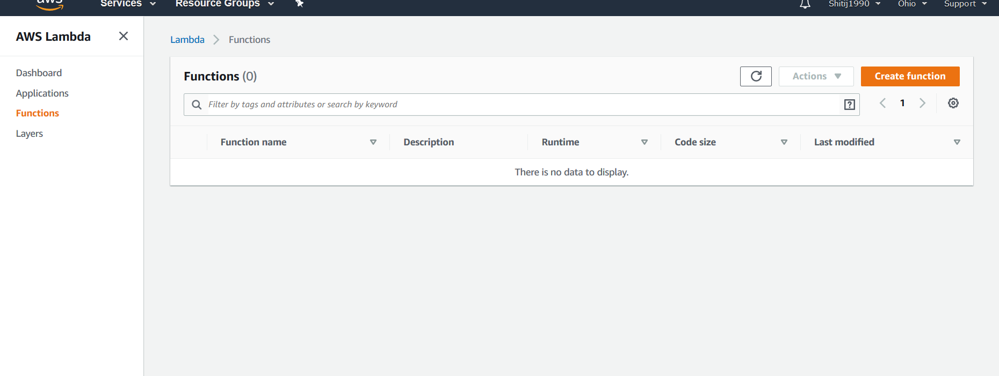 aws Services Resource Groups Shitij1990 Ohio Support
AWS Lambda
Lambda > Functions
Dashboard
Applications
Functions
Layers
Functions (0)
Actions
Create function
Filter by tags and attributes or search by keyword
?
1
Function name Description Runtime Code size Last modified
There is no data to display.